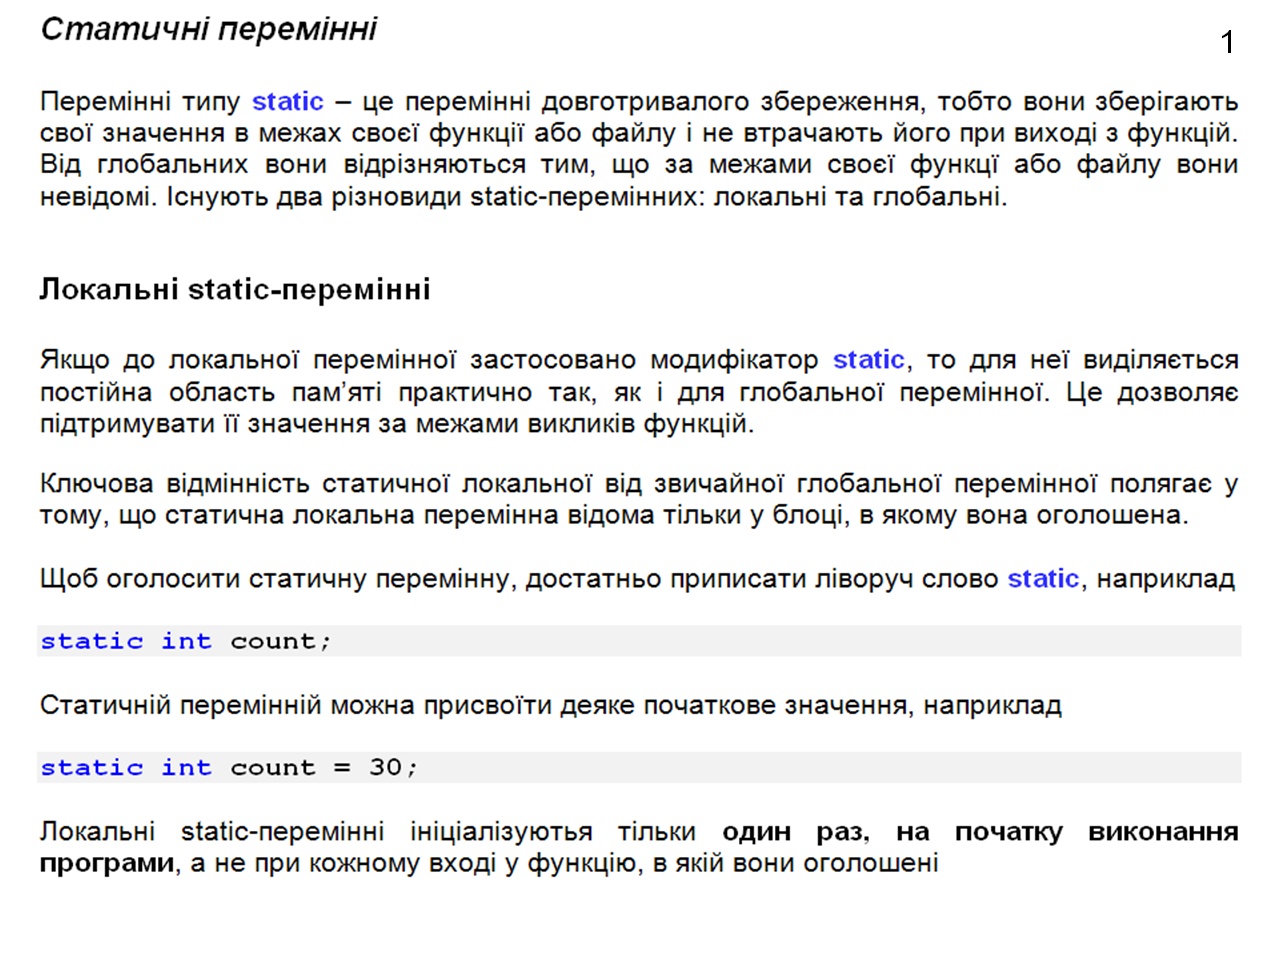 Статичні перемінні
1
Перемінні типу static – це перемінні довготривалого збереження, тобто вони зберігають
свої значення в межах своєї функції або файлу і не втрачають його при виході з функцій.
Від глобальних вони відрізняються тим, що за межами своєї функці або файлу вони
невідомі. Існують два різновиди static-перемінних: локальні та глобальні.
Локальні static-перемінні
Якщо до локальної перемінної застосовано модифікатор static, то для неї виділяється
постійна область пам’яті практично так, як і для глобальної перемінної. Це дозволяє
підтримувати її значення за межами викликів функцій.
Ключова відмінність статичної локальної від звичайної глобальної перемінної полягає у
тому, що статична локальна перемінна відома тільки у блоці, в якому вона оголошена.
Щоб оголосити статичну перемінну, достатньо приписати ліворуч слово static, наприклад
static int count;
Статичній перемінній можна присвоїти деяке початкове значення, наприклад
static int count = 30;
Локальні static-перемінні ініціалізуються тільки один раз, на початку виконання
програми, а не при кожному вході у функцію, в якій вони оголошені